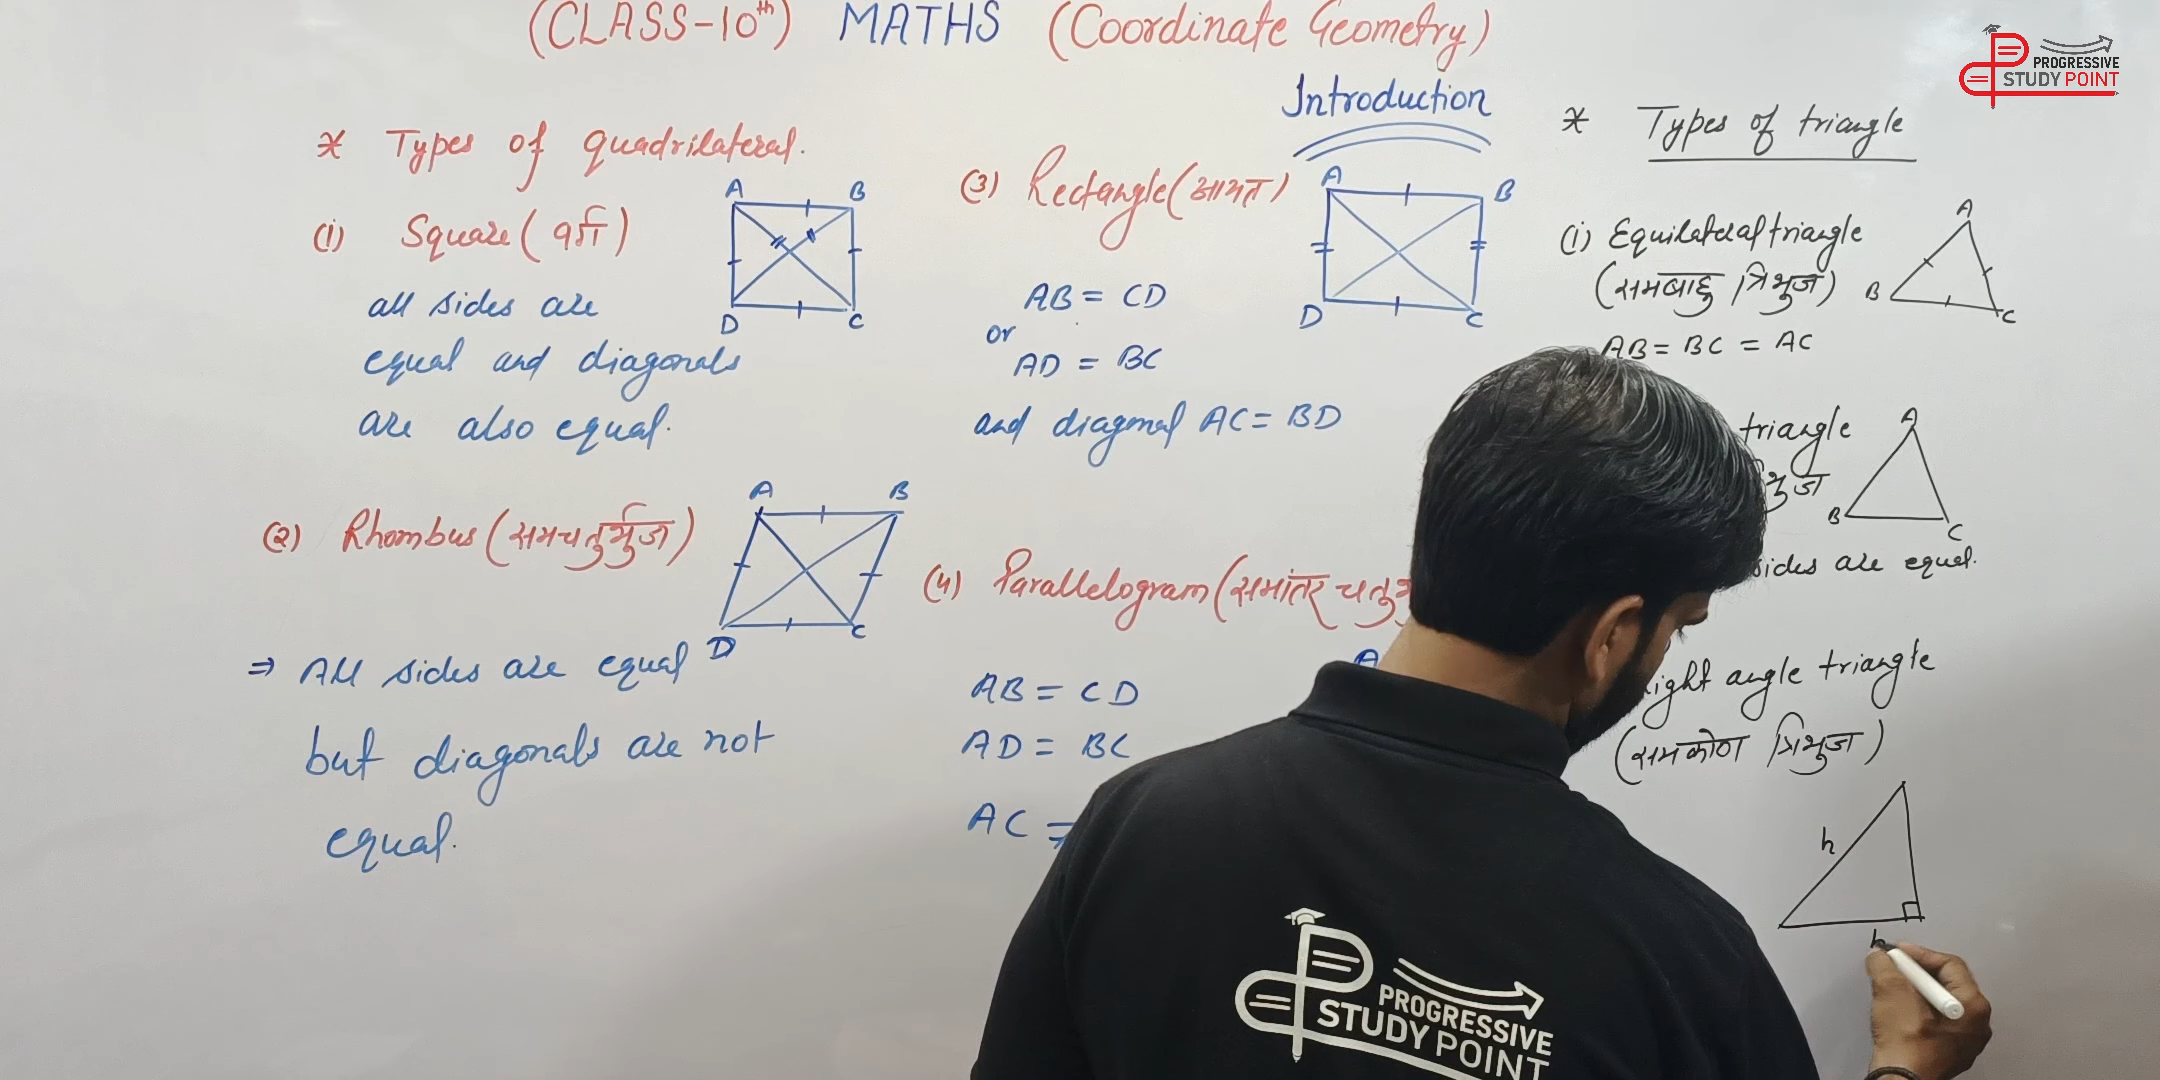 (CLASS-10th) MATHS (Coordinate Geometry)
Introduction
* Types of quadrilateral.
(1) Square (वर्ग)
A B
D C
all sides are
equal and diagonals
are also equal.
(2) Rhombus (समचतुर्भुज)
A B
D C
⇒ All sides are equal
but diagonals are not
equal.
(3) Rectangle (आयत)
A B
D C
AB = CD
or
AD = BC
and diagonal AC = BD
(4) Parallelogram (समांतर
A
AB = CD
AD = BC
AC
* Types of triangle
(i) Equilateral triangle
(समबाहु त्रिभुज)
A
B C
AB = BC = AC
triangle
A
B C
sides are equal.
angle triangle
(समकोण त्रिभुज)
h
PROGRESSIVE
STUDY POINT
PROGRESSIVE
STUDY POINT